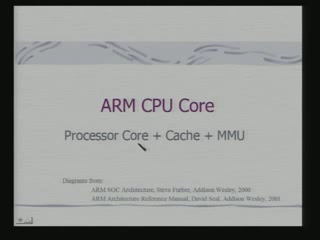 ARM CPU Core
Processor Core + Cache + MMU
Diagrams from:
ARM SOC Architecture, Steve Furber, Addison Wesley, 2000
ARM Architecture Reference Manual, David Seal, Addison Wesley, 2001